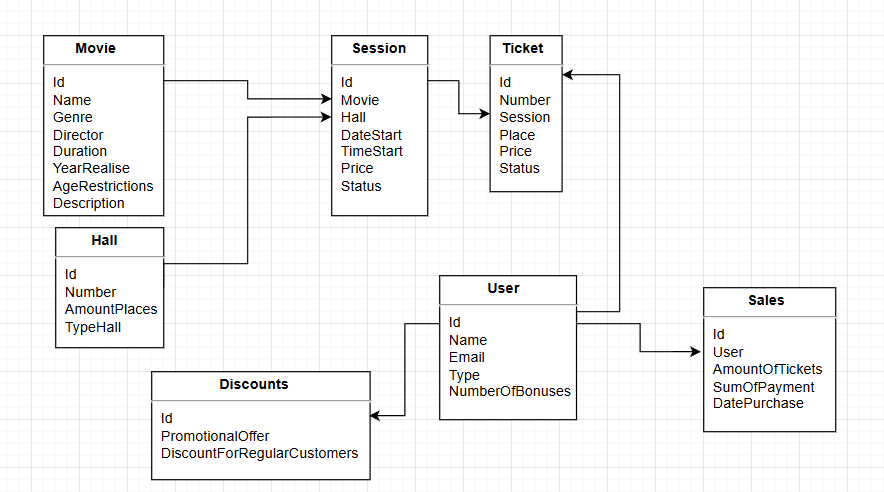 Movie
Id
Name
Genre
Director
Duration
YearRealise
AgeRestrictions
Description
Session
Id
Movie
Hall
DateStart
TimeStart
Price
Status
Ticket
Id
Number
Session
Place
Price
Status
Hall
Id
Number
AmountPlaces
TypeHall
User
Id
Name
Email
Type
NumberOfBonuses
Sales
Id
User
AmountOfTickets
SumOfPayment
DatePurchase
Discounts
Id
PromotionalOffer
DiscountForRegularCustomers